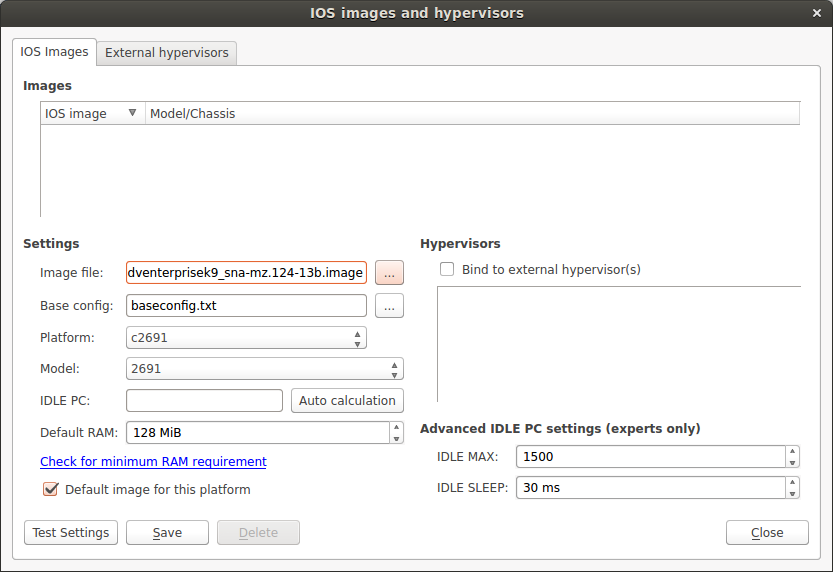 IOS images and hypervisors
IOS Images
External hypervisors
Images
IOS image
Model/Chassis
Settings
Image file: dventerprisek9_sna-mz.124-13b.image ...
Base config: baseconfig.txt ...
Platform: c2691
Model: 2691
IDLE PC: Auto calculation
Default RAM: 128 MiB
Check for minimum RAM requirement
Default image for this platform
Hypervisors
Bind to external hypervisor(s)
Advanced IDLE PC settings (experts only)
IDLE MAX: 1500
IDLE SLEEP: 30 ms
Test Settings
Save
Delete
Close